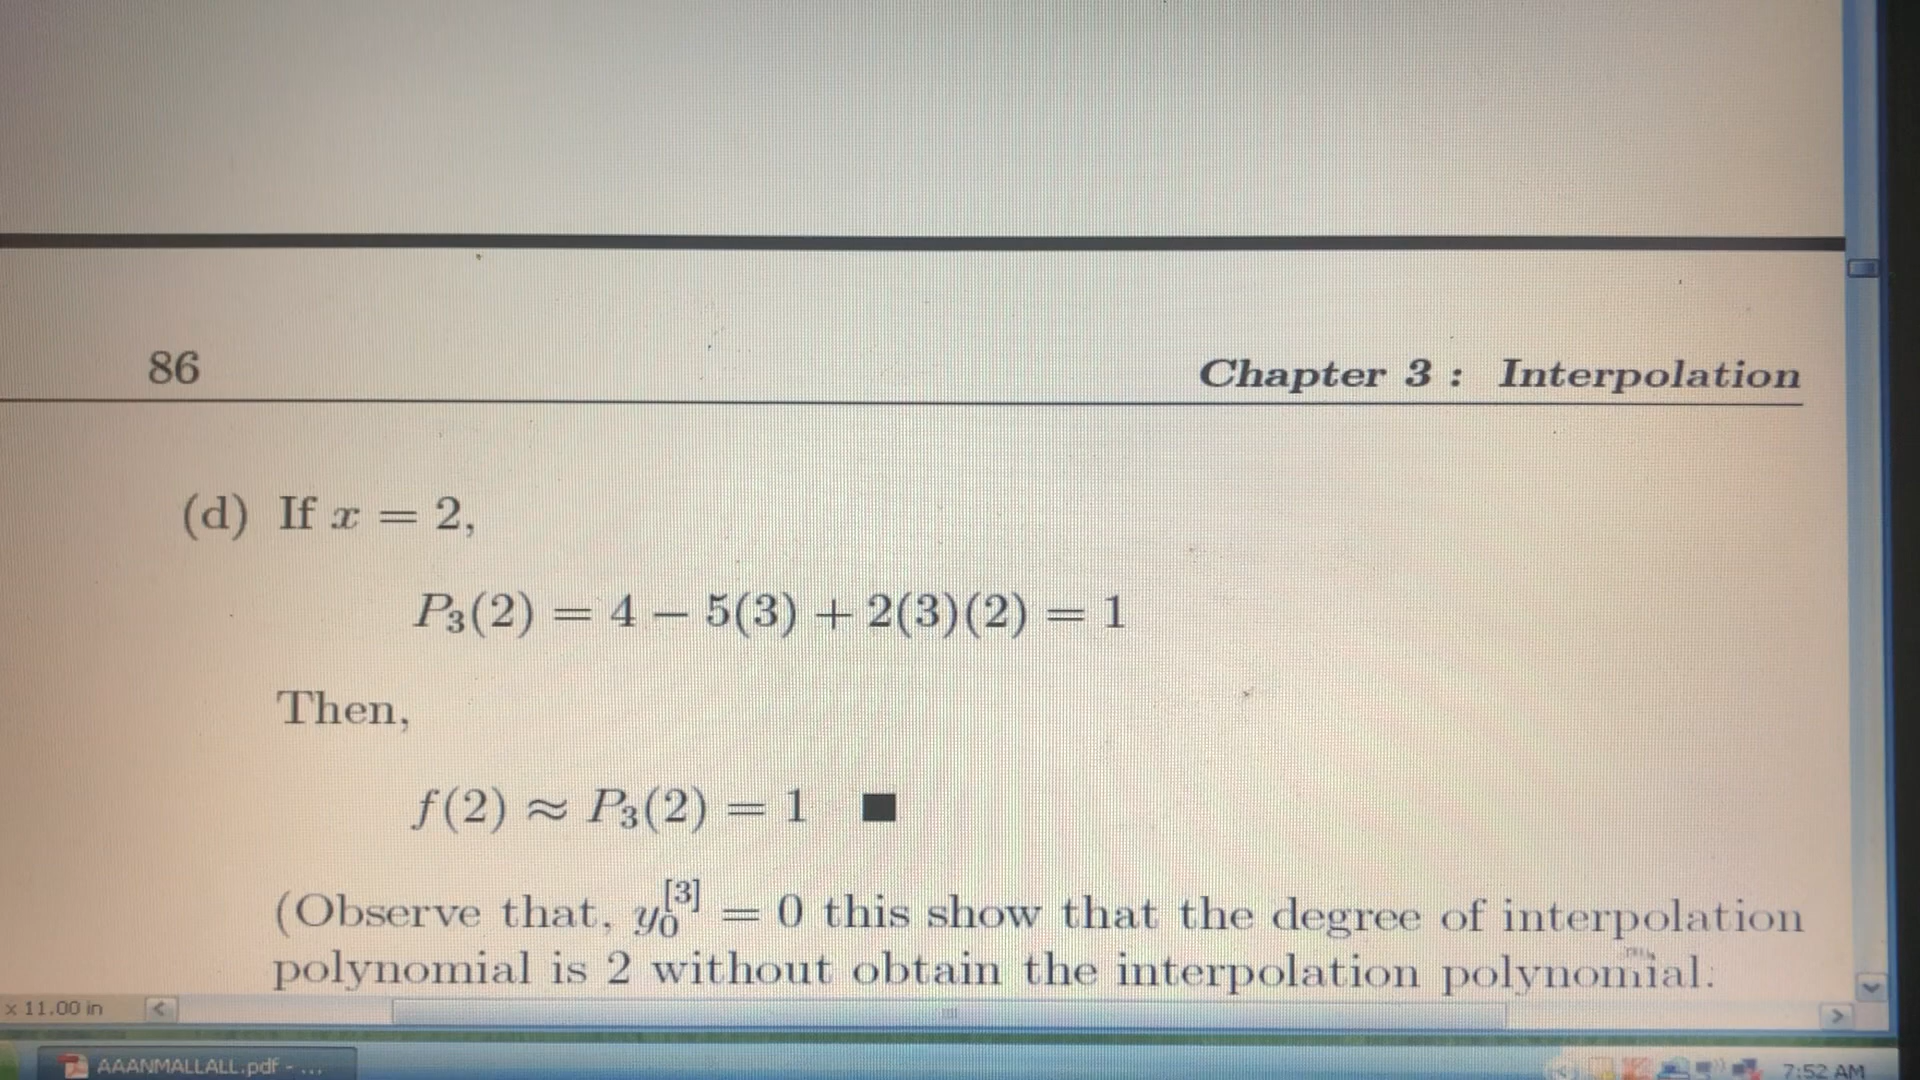 86 Chapter 3 : Interpolation
(d) If x = 2,
P₃(2) = 4 − 5(3) + 2(3)(2) = 1
Then,
f(2) ≈ P₃(2) = 1 ■
(Observe that, y₀^[3] = 0 this show that the degree of interpolation
polynomial is 2 without obtain the interpolation polynomial.
x 11.00 in
AAANMALLALL.pdf - ...
7:52 AM